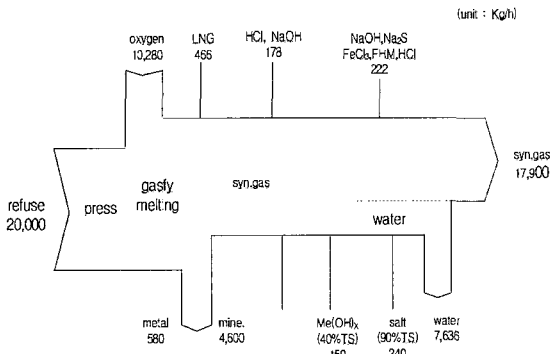 (unit : Kg/h)
oxygen
10,280
LNG
466
HCl, NaOH
178
NaOH,Na₂S
FeCl₃,FHM,HCl
222
syn.gas
17,900
gasfy
melting
press
syn.gas
refuse
20,000
water
metal
580
mine.
4,600
Me(OH)ₓ
(40%TS)
salt
(90%TS)
240
water
7,636